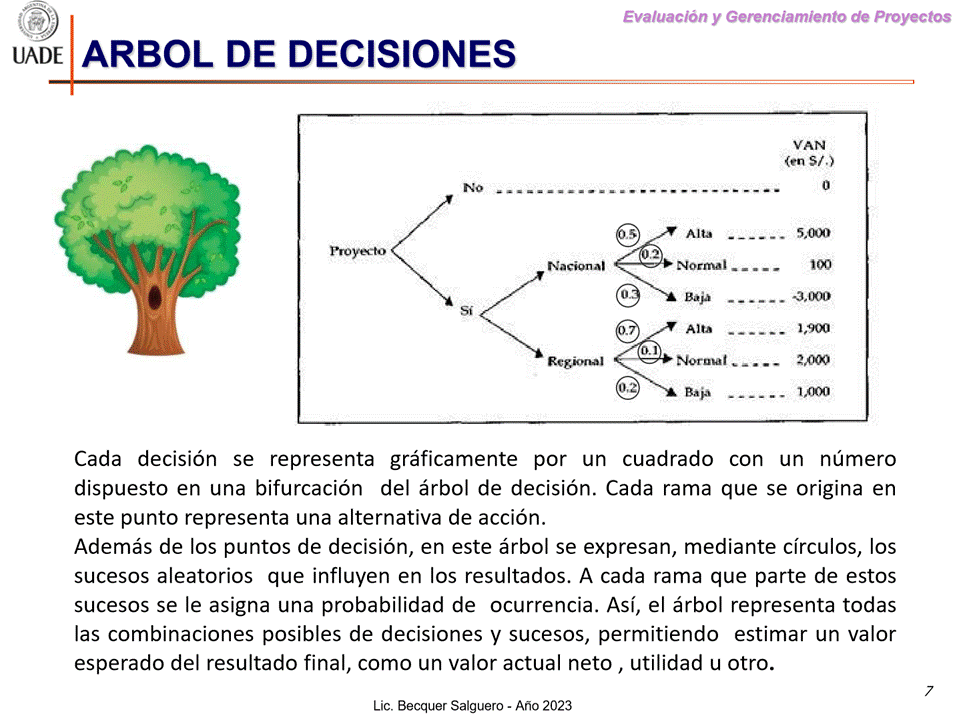 Evaluación y Gerenciamiento de Proyectos
UADE
ARBOL DE DECISIONES
VAN
(en S/.)
No 0
0.5 Alta 5,000
0.2
Proyecto
Nacional Normal 100
0.3 Baja -3,000
Sí
0.7 Alta 1,900
0.1
Regional Normal 2,000
0.2 Baja 1,000
Cada decisión se representa gráficamente por un cuadrado con un número
dispuesto en una bifurcación del árbol de decisión. Cada rama que se origina en
este punto representa una alternativa de acción.
Además de los puntos de decisión, en este árbol se expresan, mediante círculos, los
sucesos aleatorios que influyen en los resultados. A cada rama que parte de estos
sucesos se le asigna una probabilidad de ocurrencia. Así, el árbol representa todas
las combinaciones posibles de decisiones y sucesos, permitiendo estimar un valor
esperado del resultado final, como un valor actual neto , utilidad u otro.
7
Lic. Becquer Salguero - Año 2023